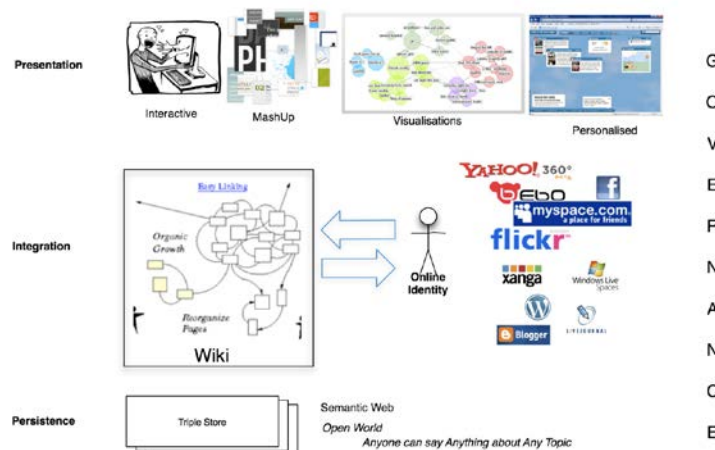 Presentation
PH
Interactive
MashUp
Visualisations
Personalised
Integration
Easy Linking
Organic
Growth
Reorganize
Pages
Wiki
Online
Identity
YAHOO! 360°
Bebo
f
myspace.com
a place for friends
flickr
xanga
Windows Live
Spaces
W
Blogger
LIVEJOURNAL
Persistence
Triple Store
Semantic Web
Open World
Anyone can say Anything about Any Topic
G
O
V
E
R
N
A
N
C
E